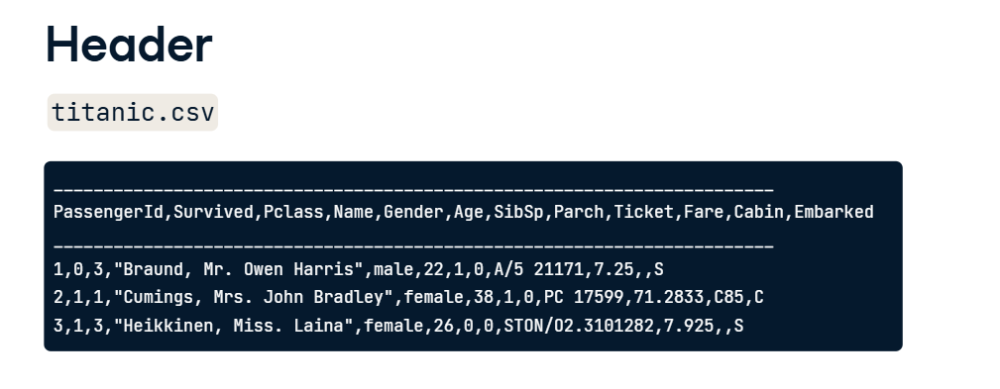 Header
titanic.csv
________________________________________________________________________
PassengerId,Survived,Pclass,Name,Gender,Age,SibSp,Parch,Ticket,Fare,Cabin,Embarked
________________________________________________________________________
1,0,3,"Braund, Mr. Owen Harris",male,22,1,0,A/5 21171,7.25,,S
2,1,1,"Cumings, Mrs. John Bradley",female,38,1,0,PC 17599,71.2833,C85,C
3,1,3,"Heikkinen, Miss. Laina",female,26,0,0,STON/O2.3101282,7.925,,S